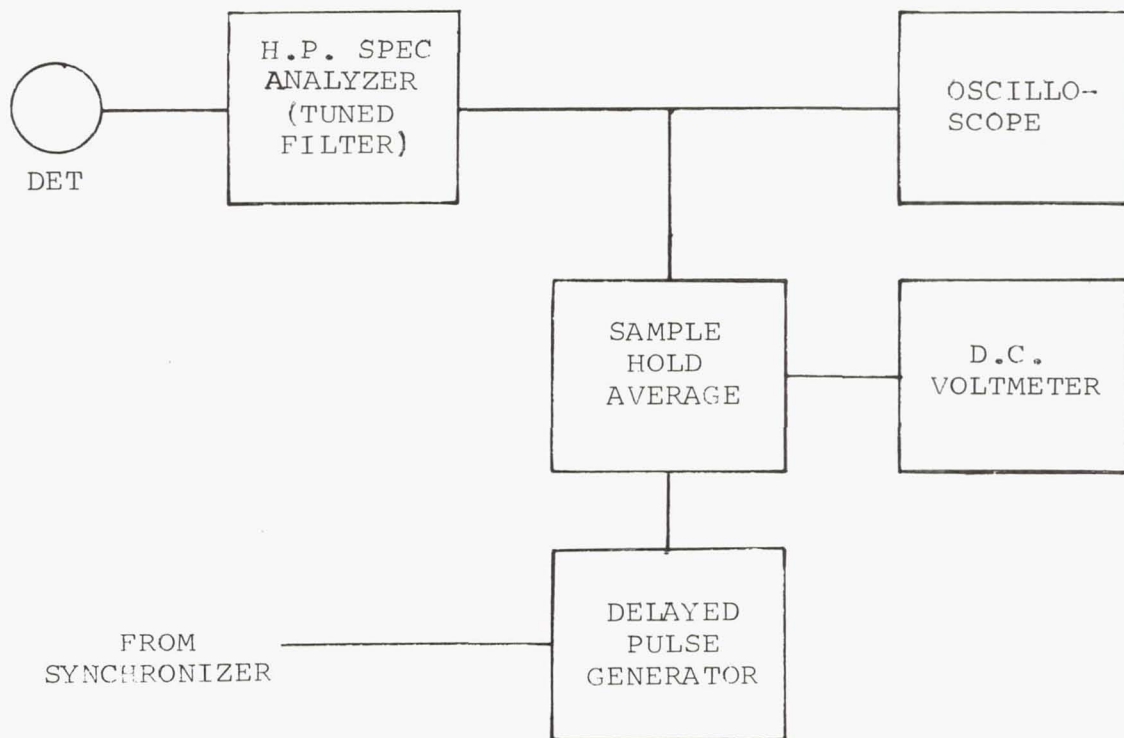 H.P. SPEC
ANALYZER
(TUNED
FILTER)
OSCILLO-
SCOPE
DET
SAMPLE
HOLD
AVERAGE
D.C.
VOLTMETER
DELAYED
PULSE
GENERATOR
FROM
SYNCHRONIZER